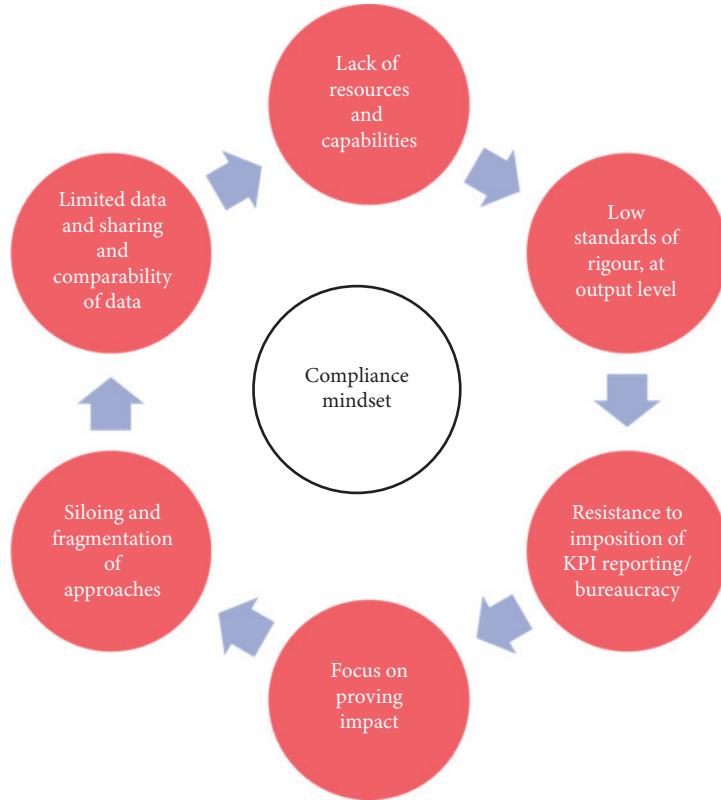 Lack of
resources
and
capabilities
Low
standards of
rigour, at
output level
Resistance to
imposition of
KPI reporting/
bureaucracy
Focus on
proving
impact
Siloing and
fragmentation
of
approaches
Limited data
and sharing
and
comparability
of data
Compliance
mindset